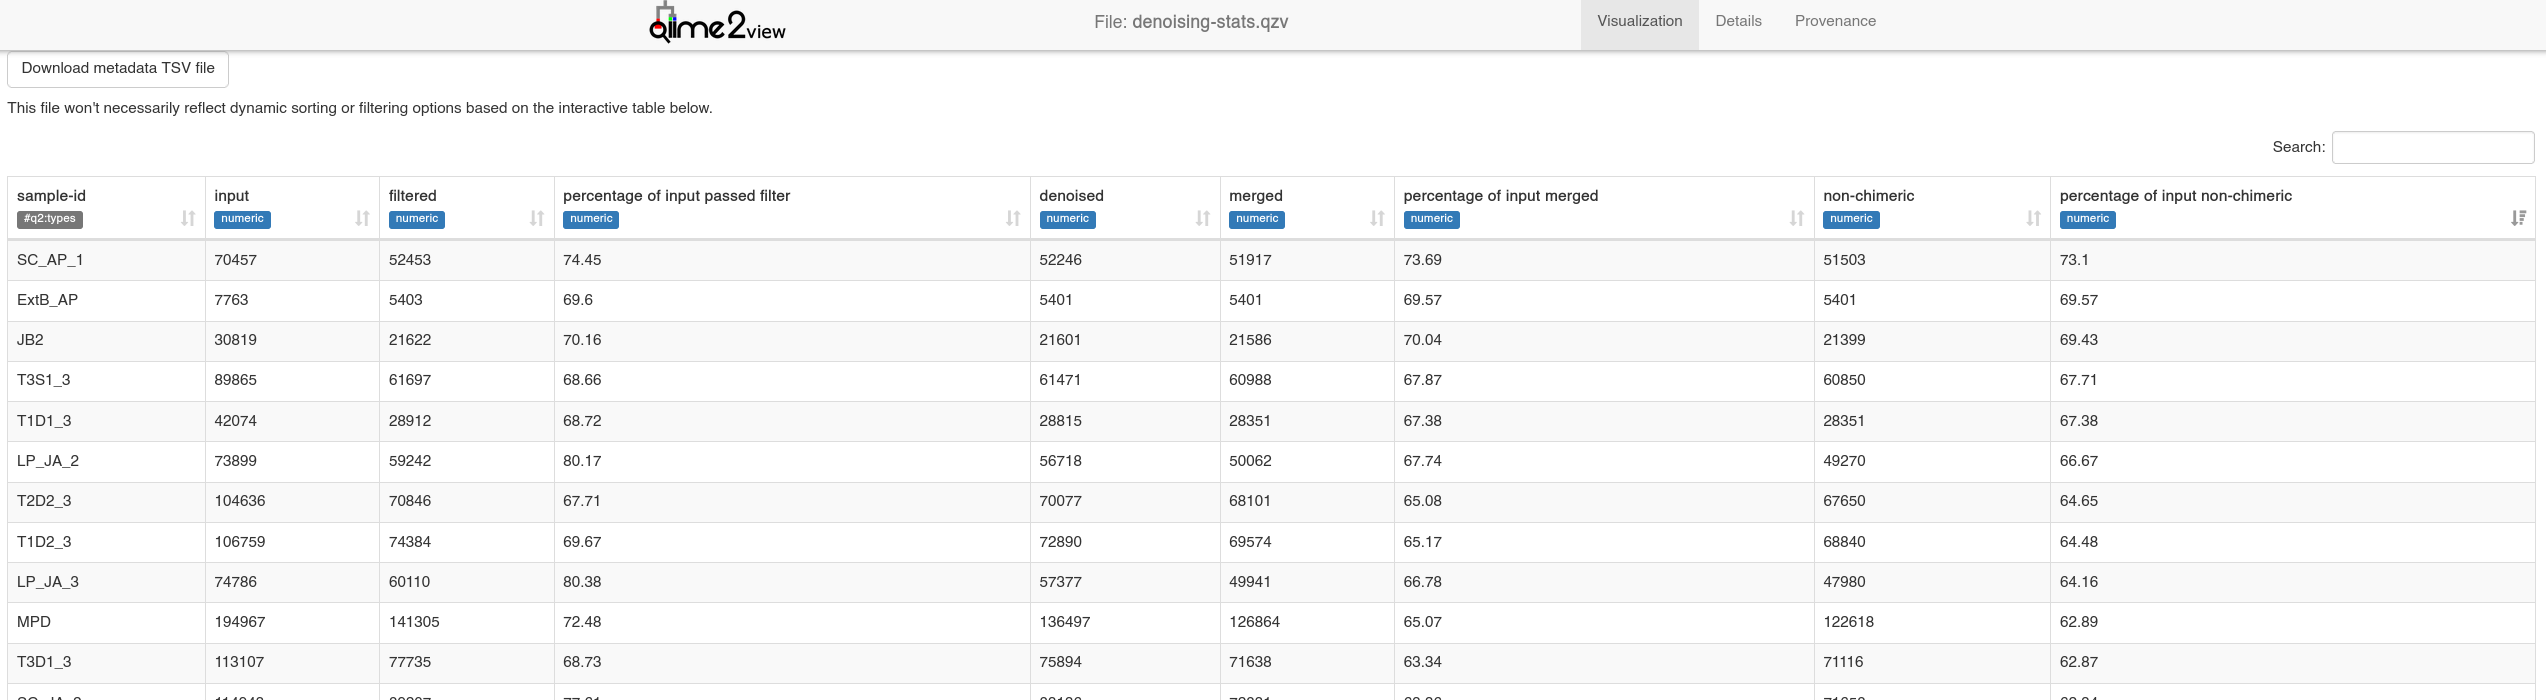 qiime2view File: denoising-stats.qzv Visualization Details Provenance
Download metadata TSV file
This file won't necessarily reflect dynamic sorting or filtering options based on the interactive table below.
Search:
sample-id input filtered percentage of input passed filter denoised merged percentage of input merged non-chimeric percentage of input non-chimeric
#q2:types numeric numeric numeric numeric numeric numeric numeric numeric
SC_AP_1 70457 52453 74.45 52246 51917 73.69 51503 73.1
ExtB_AP 7763 5403 69.6 5401 5401 69.57 5401 69.57
JB2 30819 21622 70.16 21601 21586 70.04 21399 69.43
T3S1_3 89865 61697 68.66 61471 60988 67.87 60850 67.71
T1D1_3 42074 28912 68.72 28815 28351 67.38 28351 67.38
LP_JA_2 73899 59242 80.17 56718 50062 67.74 49270 66.67
T2D2_3 104636 70846 67.71 70077 68101 65.08 67650 64.65
T1D2_3 106759 74384 69.67 72890 69574 65.17 68840 64.48
LP_JA_3 74786 60110 80.38 57377 49941 66.78 47980 64.16
MPD 194967 141305 72.48 136497 126864 65.07 122618 62.89
T3D1_3 113107 77735 68.73 75894 71638 63.34 71116 62.87